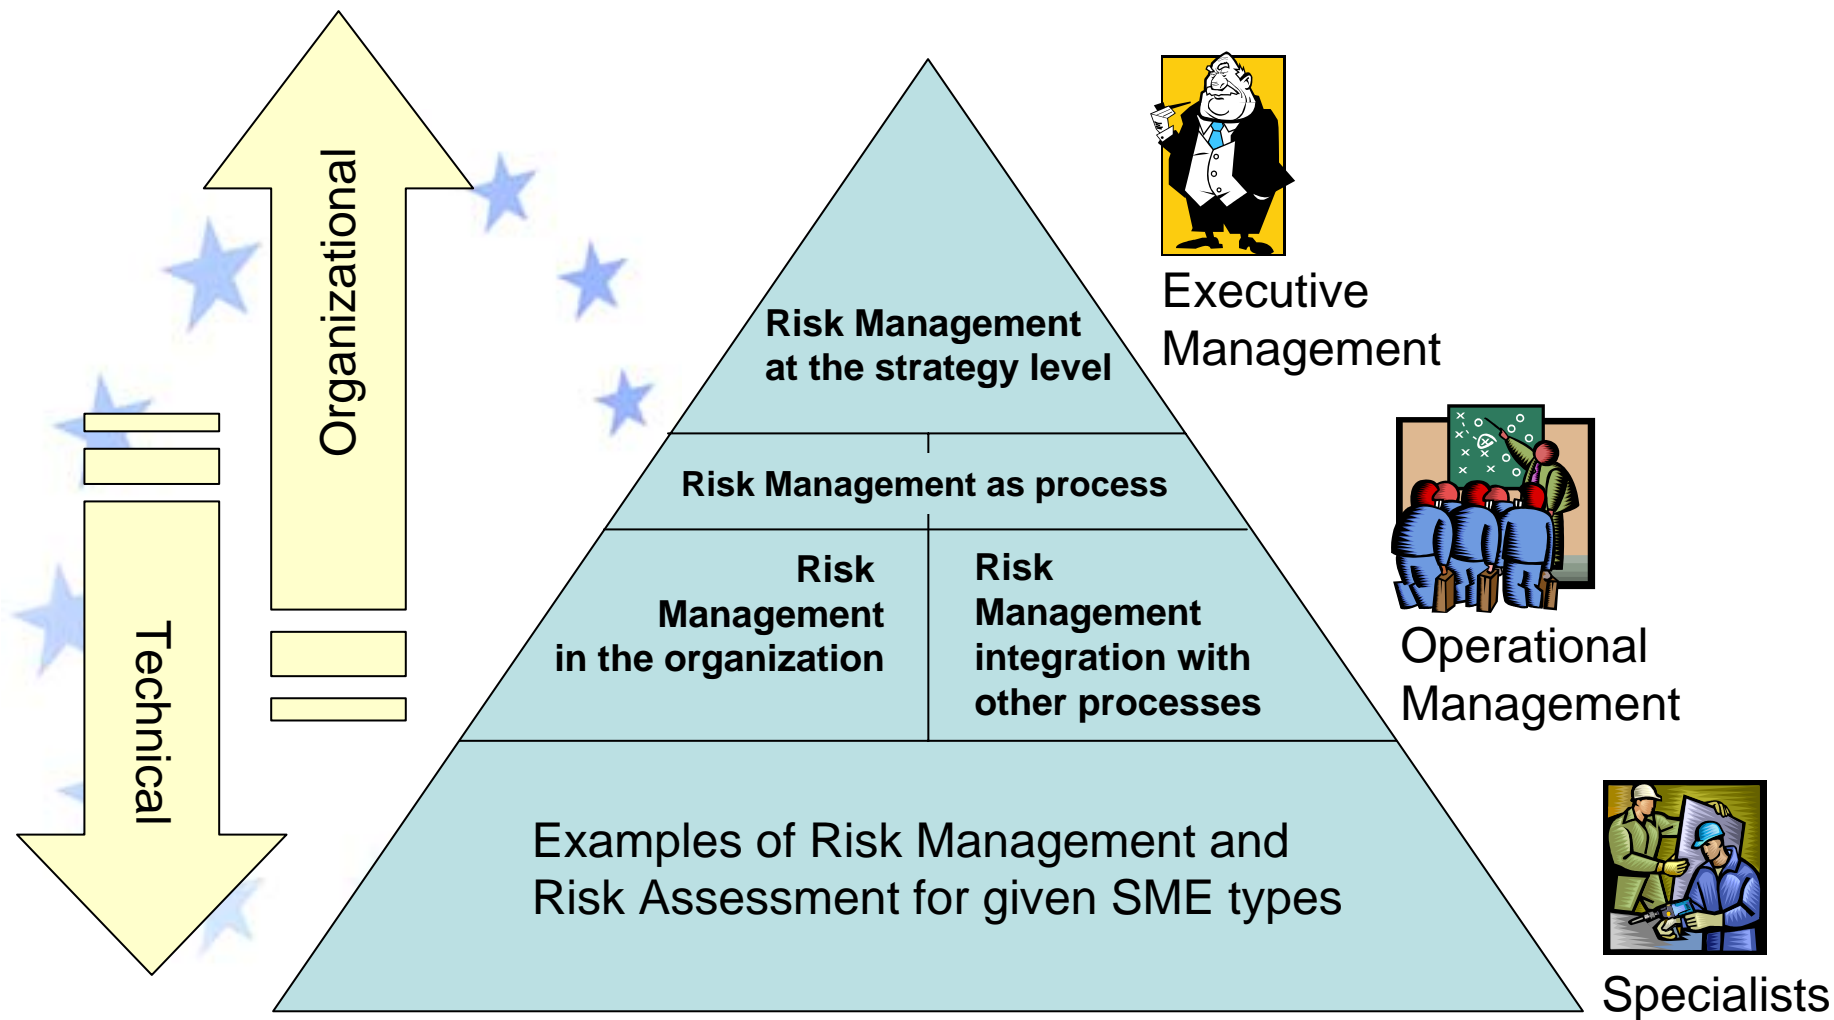 Organizational
Technical
Risk Management
at the strategy level
Executive
Management
Risk Management as process
Risk
Management
in the organization
Risk
Management
integration with
other processes
Operational
Management
Examples of Risk Management and
Risk Assessment for given SME types
Specialists